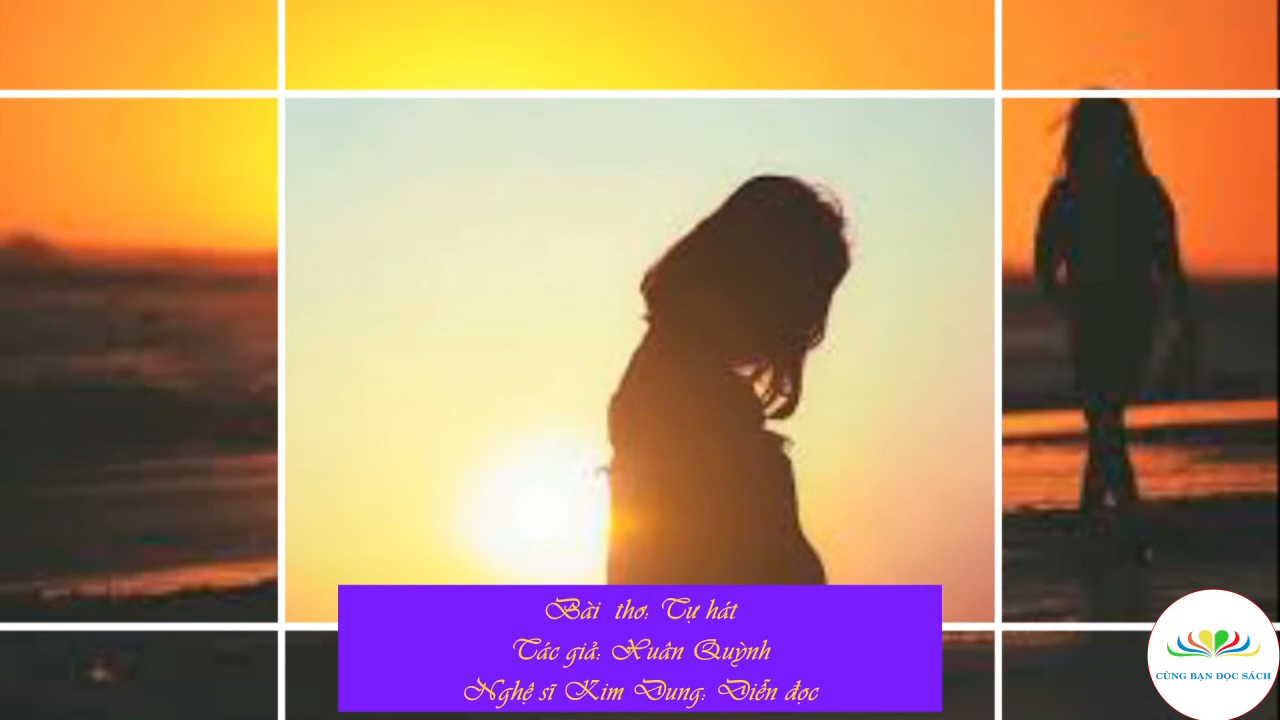 Bài thơ: Tự hát
Tác giả: Xuân Quỳnh
Nghệ sĩ Kim Dung: Diễn đọc
CÙNG BẠN ĐỌC SÁCH